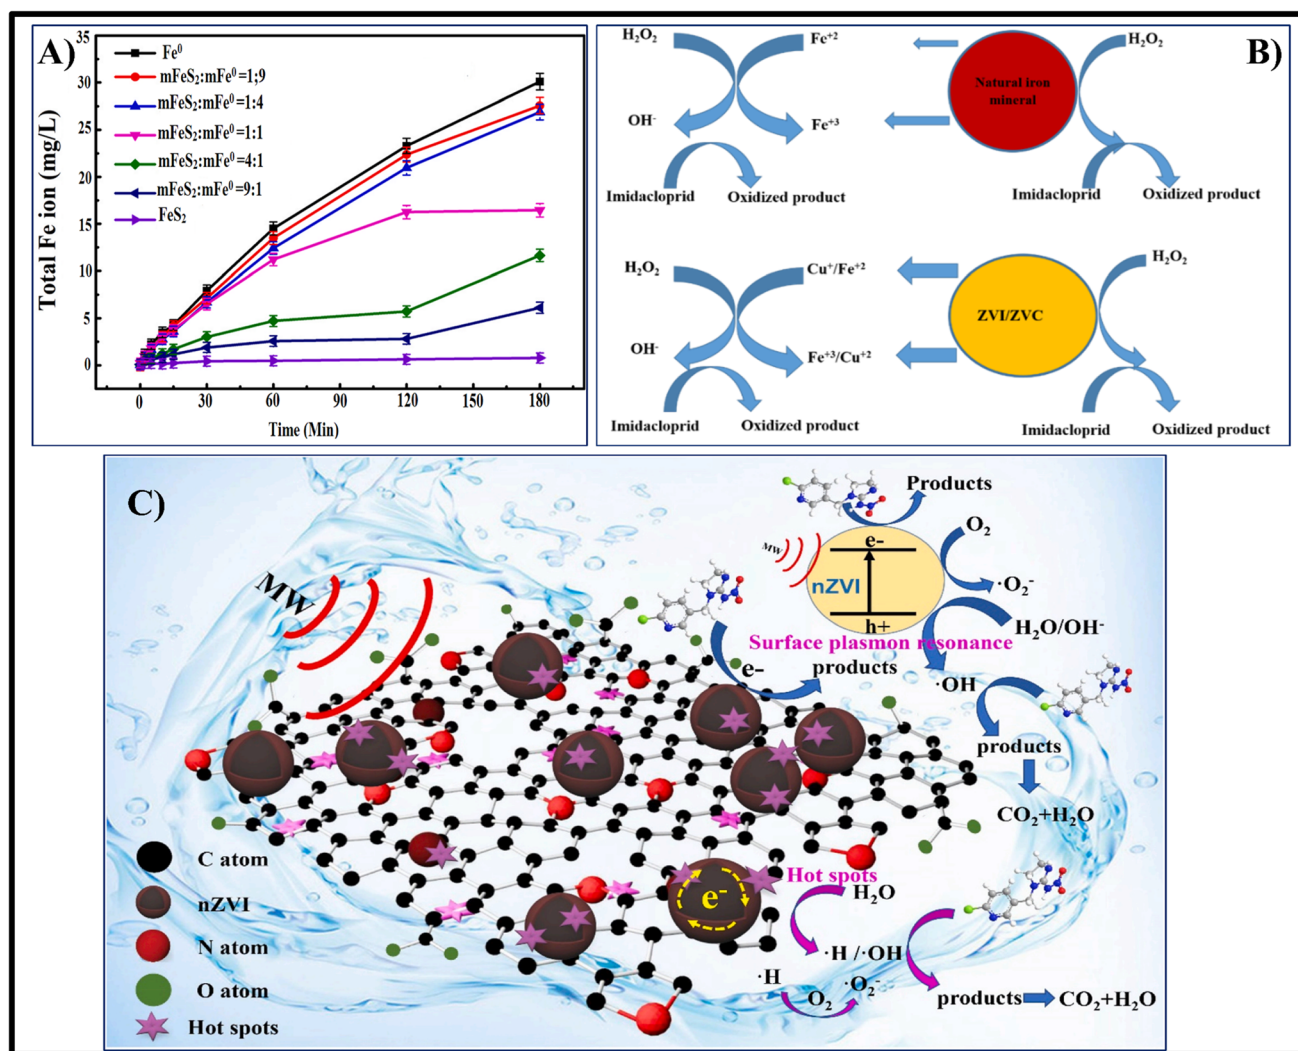 A)
35
30
25
20
15
10
5
0
Total Fe ion (mg/L)
Fe⁰
mFeS₂:mFe⁰=1;9
mFeS₂:mFe⁰=1:4
mFeS₂:mFe⁰=1:1
mFeS₂:mFe⁰=4:1
mFeS₂:mFe⁰=9:1
FeS₂
0 30 60 90 120 150 180
Time (Min)
B)
H₂O₂
Fe⁺²
OH⁻
Fe⁺³
Imidacloprid
Oxidized product
Natural iron
mineral
H₂O₂
Imidacloprid
Oxidized product
H₂O₂
Cu⁺/Fe⁺²
OH⁻
Fe⁺³/Cu⁺²
Imidacloprid
Oxidized product
ZVI/ZVC
H₂O₂
Imidacloprid
Oxidized product
C)
MW
Products
MW
e-
nZVI
h+
O₂
·O₂⁻
H₂O/OH⁻
Surface plasmon resonance
e-
products
·OH
products
CO₂+H₂O
Hot spots
e⁻
H₂O
·H /·OH
·H
O₂
·O₂⁻
products
CO₂+H₂O
C atom
nZVI
N atom
O atom
Hot spots